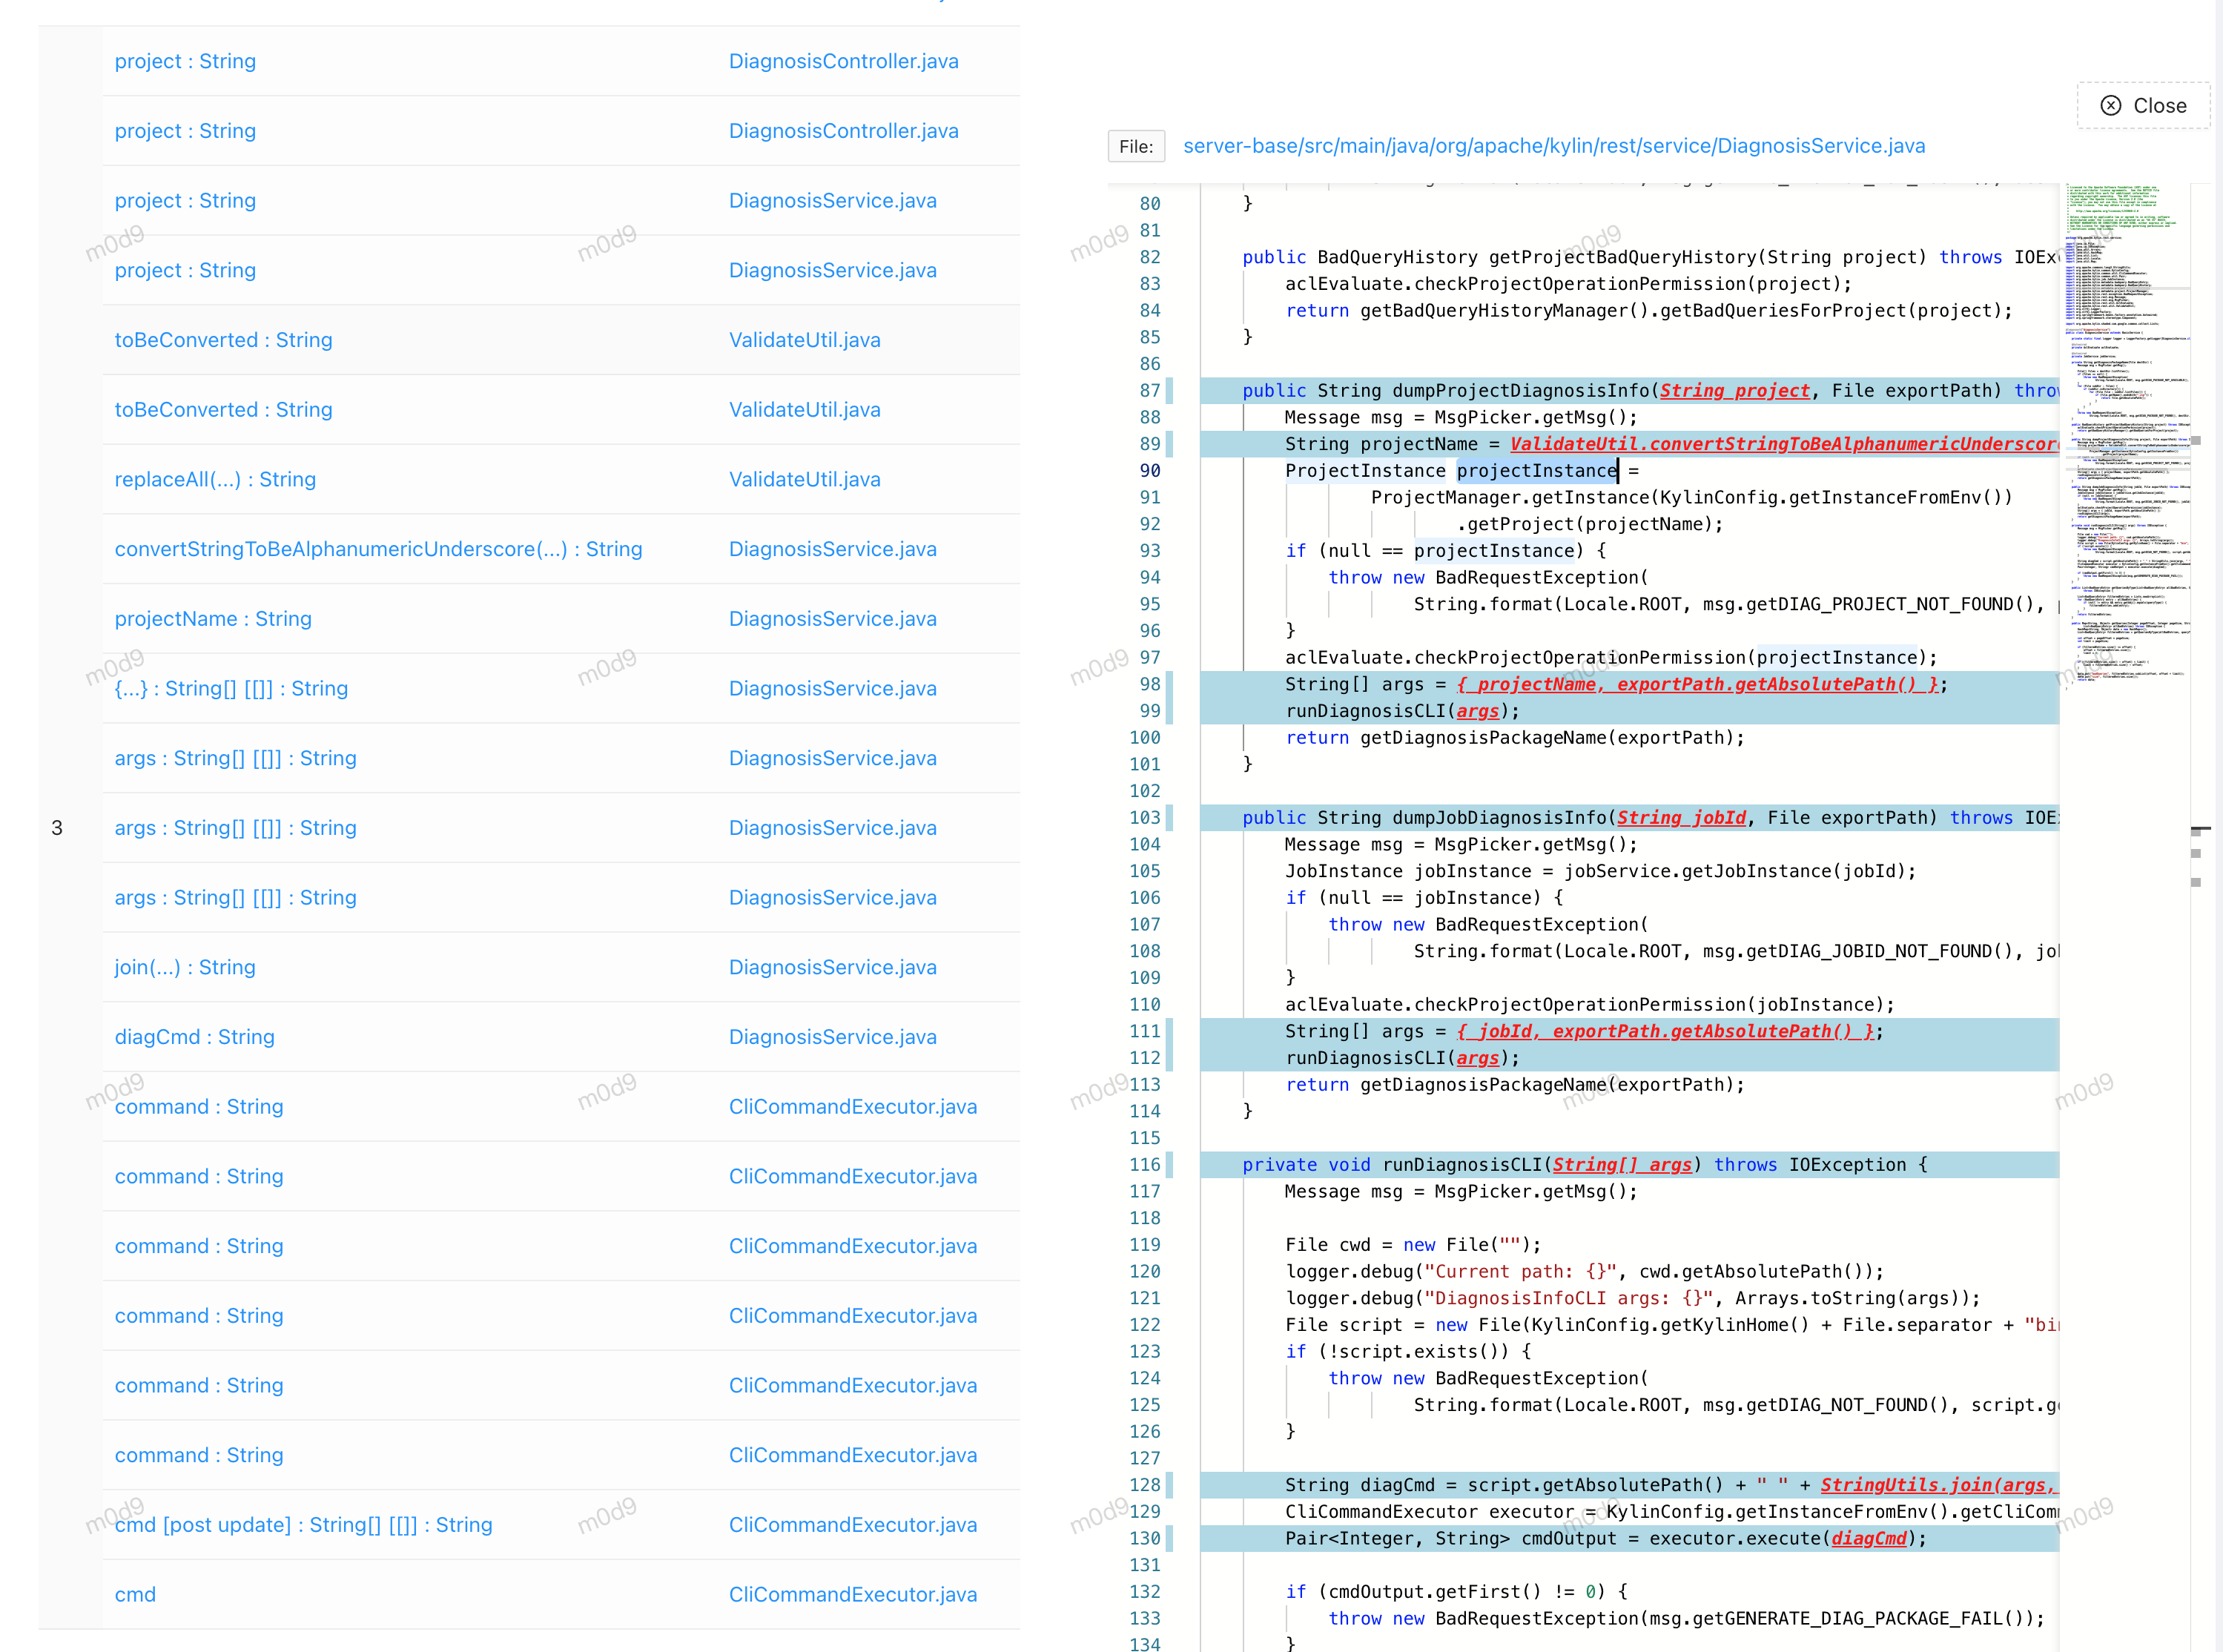 project : String DiagnosisController.java
project : String DiagnosisController.java
project : String DiagnosisService.java
project : String DiagnosisService.java
toBeConverted : String ValidateUtil.java
toBeConverted : String ValidateUtil.java
replaceAll(...) : String ValidateUtil.java
convertStringToBeAlphanumericUnderscore(...) : String DiagnosisService.java
projectName : String DiagnosisService.java
{...} : String[] [[]] : String DiagnosisService.java
args : String[] [[]] : String DiagnosisService.java
3
args : String[] [[]] : String DiagnosisService.java
args : String[] [[]] : String DiagnosisService.java
join(...) : String DiagnosisService.java
diagCmd : String DiagnosisService.java
command : String CliCommandExecutor.java
command : String CliCommandExecutor.java
command : String CliCommandExecutor.java
command : String CliCommandExecutor.java
command : String CliCommandExecutor.java
command : String CliCommandExecutor.java
cmd [post update] : String[] [[]] : String CliCommandExecutor.java
cmd CliCommandExecutor.java
Close
File: server-base/src/main/java/org/apache/kylin/rest/service/DiagnosisService.java
80 }
81
82 public BadQueryHistory getProjectBadQueryHistory(String project) throws
83 aclEvaluate.checkProjectOperationPermission(project);
84 return getBadQueryHistoryManager().getBadQueriesForProject(project);
85 }
86
87 public String dumpProjectDiagnosisInfo(String project, File exportPath)
88 Message msg = MsgPicker.getMsg();
89 String projectName = ValidateUtil.convertStringToBeAlphanumericUnderscore
90 ProjectInstance projectInstance =
91 ProjectManager.getInstance(KylinConfig.getInstanceFromEnv())
92 .getProject(projectName);
93 if (null == projectInstance) {
94 throw new BadRequestException(
95 String.format(Locale.ROOT, msg.getDIAG_PROJECT_NOT_FOUND(),
96 }
97 aclEvaluate.checkProjectOperationPermission(projectInstance);
98 String[] args = { projectName, exportPath.getAbsolutePath() };
99 runDiagnosisCLI(args);
100 return getDiagnosisPackageName(exportPath);
101 }
102
103 public String dumpJobDiagnosisInfo(String jobId, File exportPath) throws
104 Message msg = MsgPicker.getMsg();
105 JobInstance jobInstance = jobService.getJobInstance(jobId);
106 if (null == jobInstance) {
107 throw new BadRequestException(
108 String.format(Locale.ROOT, msg.getDIAG_JOBID_NOT_FOUND(),
109 }
110 aclEvaluate.checkProjectOperationPermission(jobInstance);
111 String[] args = { jobId, exportPath.getAbsolutePath() };
112 runDiagnosisCLI(args);
113 return getDiagnosisPackageName(exportPath);
114 }
115
116 private void runDiagnosisCLI(String[] args) throws IOException {
117 Message msg = MsgPicker.getMsg();
118
119 File cwd = new File("");
120 logger.debug("Current path: {}", cwd.getAbsolutePath());
121 logger.debug("DiagnosisInfoCLI args: {}", Arrays.toString(args));
122 File script = new File(KylinConfig.getKylinHome() + File.separator +
123 if (!script.exists()) {
124 throw new BadRequestException(
125 String.format(Locale.ROOT, msg.getDIAG_NOT_FOUND(),
126 }
127
128 String diagCmd = script.getAbsolutePath() + " " + StringUtils.join(args,
129 CliCommandExecutor executor = KylinConfig.getInstanceFromEnv()
130 Pair<Integer, String> cmdOutput = executor.execute(diagCmd);
131
132 if (cmdOutput.getFirst() != 0) {
133 throw new BadRequestException(msg.getGENERATE_DIAG_PACKAGE_FAIL());
134 }
m0d9 m0d9 m0d9 m0d9
m0d9 m0d9 m0d9 m0d9
m0d9 m0d9 m0d9 m0d9 m0d9
m0d9 m0d9 m0d9 m0d9 m0d9